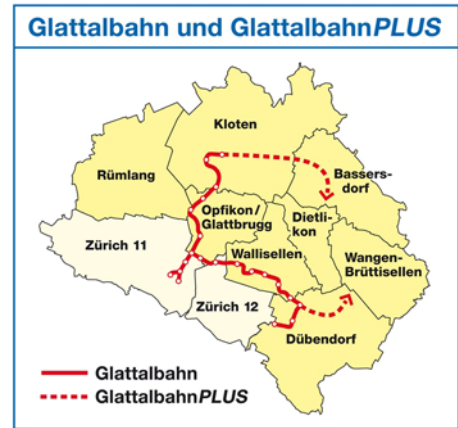 Glattalbahn und GlattalbahnPLUS
Kloten
Rümlang
Bassers-
dorf
Opfikon/
Glattbrugg
Dietli-
kon
Zürich 11
Wallisellen
Wangen-
Brüttisellen
Zürich 12
Dübendorf
Glattalbahn
GlattalbahnPLUS